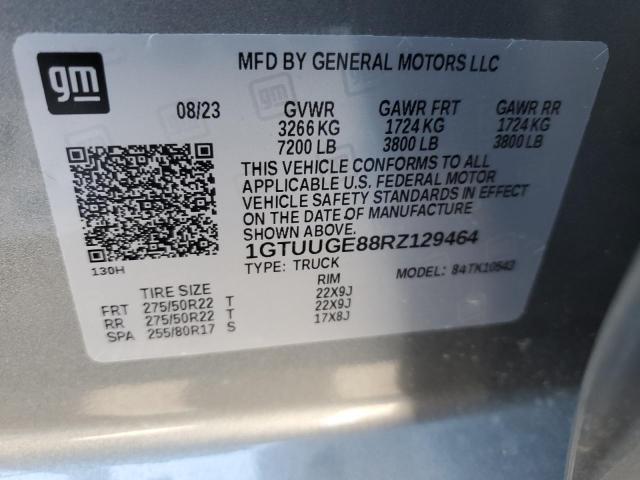 gm
MFD BY GENERAL MOTORS LLC
08/23 GVWR GAWR FRT GAWR RR
3266 KG 1724 KG 1724 KG
7200 LB 3800 LB 3800 LB
THIS VEHICLE CONFORMS TO ALL
APPLICABLE U.S. FEDERAL MOTOR
VEHICLE SAFETY STANDARDS IN EFFECT
ON THE DATE OF MANUFACTURE
SHOWN ABOVE.
1GTUUGE88RZ129464
130H
TYPE: TRUCK MODEL: 84TK10543
TIRE SIZE RIM
FRT 275/50R22 T 22X9J
RR 275/50R22 T 22X9J
SPA 255/80R17 S 17X8J